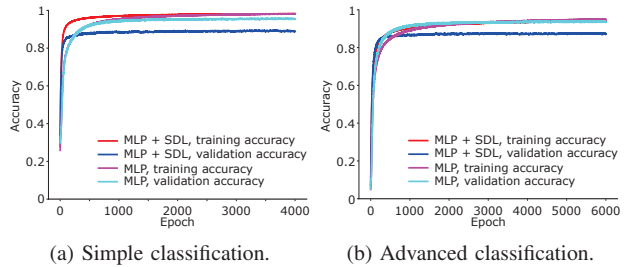 1
0.8
0.6
0.4
0.2
0
Accuracy
MLP + SDL, training accuracy
MLP + SDL, validation accuracy
MLP, training accuracy
MLP, validation accuracy
0 1000 2000 3000 4000
Epoch
(a) Simple classification.
1
0.8
0.6
0.4
0.2
0
Accuracy
MLP + SDL, training accuracy
MLP + SDL, validation accuracy
MLP, training accuracy
MLP, validation accuracy
0 1000 2000 3000 4000 5000 6000
Epoch
(b) Advanced classification.